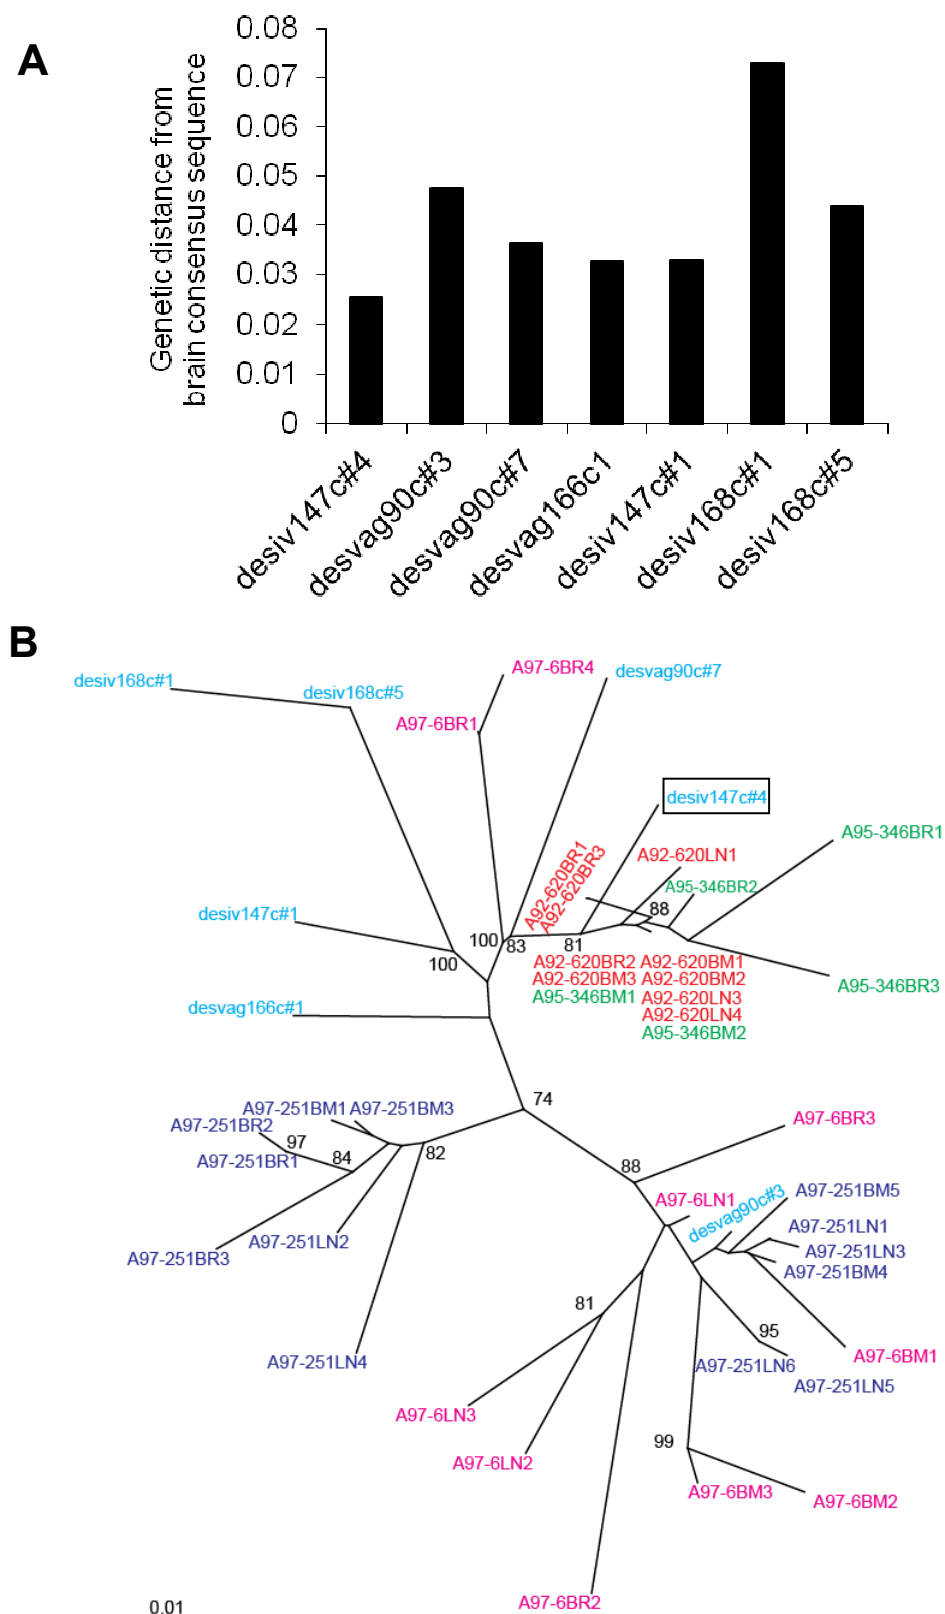 A
Genetic distance from
brain consensus sequence
0.08
0.07
0.06
0.05
0.04
0.03
0.02
0.01
0
desiv147c#4
desvag90c#3
desvag90c#7
desvag166c1
desiv147c#1
desiv168c#1
desiv168c#5
B
desiv168c#1
desiv168c#5
A97-6BR4
desvag90c#7
A97-6BR1
desiv147c#4
A95-346BR1
A92-620BR1
A92-620BR3
A92-620LN1
A95-346BR2
88
desiv147c#1
100
100
83
81
A92-620BR2 A92-620BM1
A92-620BM3 A92-620BM2
A95-346BM1 A92-620LN3
A92-620LN4
A95-346BM2
A95-346BR3
desvag166c#1
74
A97-251BM1 A97-251BM3
A97-251BR2
97
A97-251BR1
84
82
A97-251LN2
A97-251BR3
A97-251LN4
A97-6BR3
88
A97-6LN1
desvag90c#3
A97-251BM5
A97-251LN1
A97-251LN3
A97-251BM4
81
95
A97-6BM1
A97-251LN6
A97-251LN5
A97-6LN3
A97-6LN2
99
A97-6BM3
A97-6BM2
A97-6BR2
0.01